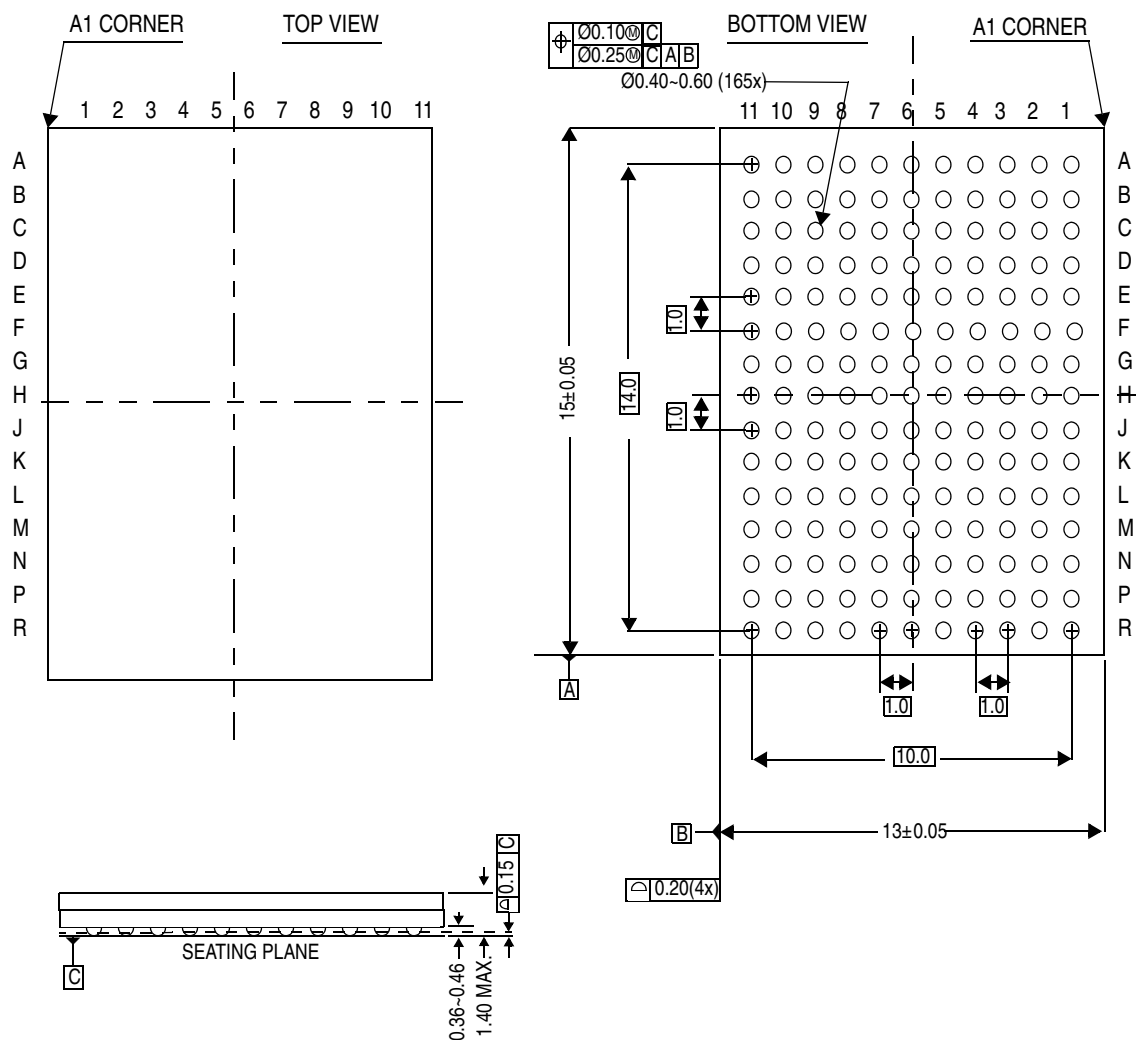 A1 CORNER TOP VIEW
1 2 3 4 5 6 7 8 9 10 11
A
B
C
D
E
F
G
H
J
K
L
M
N
P
R
Ø0.10Ⓜ C
Ø0.25Ⓜ C A B
BOTTOM VIEW A1 CORNER
Ø0.40~0.60 (165x)
11 10 9 8 7 6 5 4 3 2 1
A
B
C
D
E
F
G
H
J
K
L
M
N
P
R
1.0
1.0
15±0.05
14.0
A
1.0 1.0
10.0
B 13±0.05
0.20(4x)
0.15 C
SEATING PLANE
C
0.36~0.46
1.40 MAX.